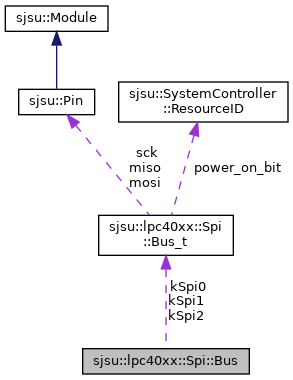 sjsu::Module
sjsu::Pin
sjsu::SystemController
::ResourceID
sck
miso
mosi
power_on_bit
sjsu::lpc40xx::Spi
::Bus_t
kSpi0
kSpi1
kSpi2
sjsu::lpc40xx::Spi::Bus